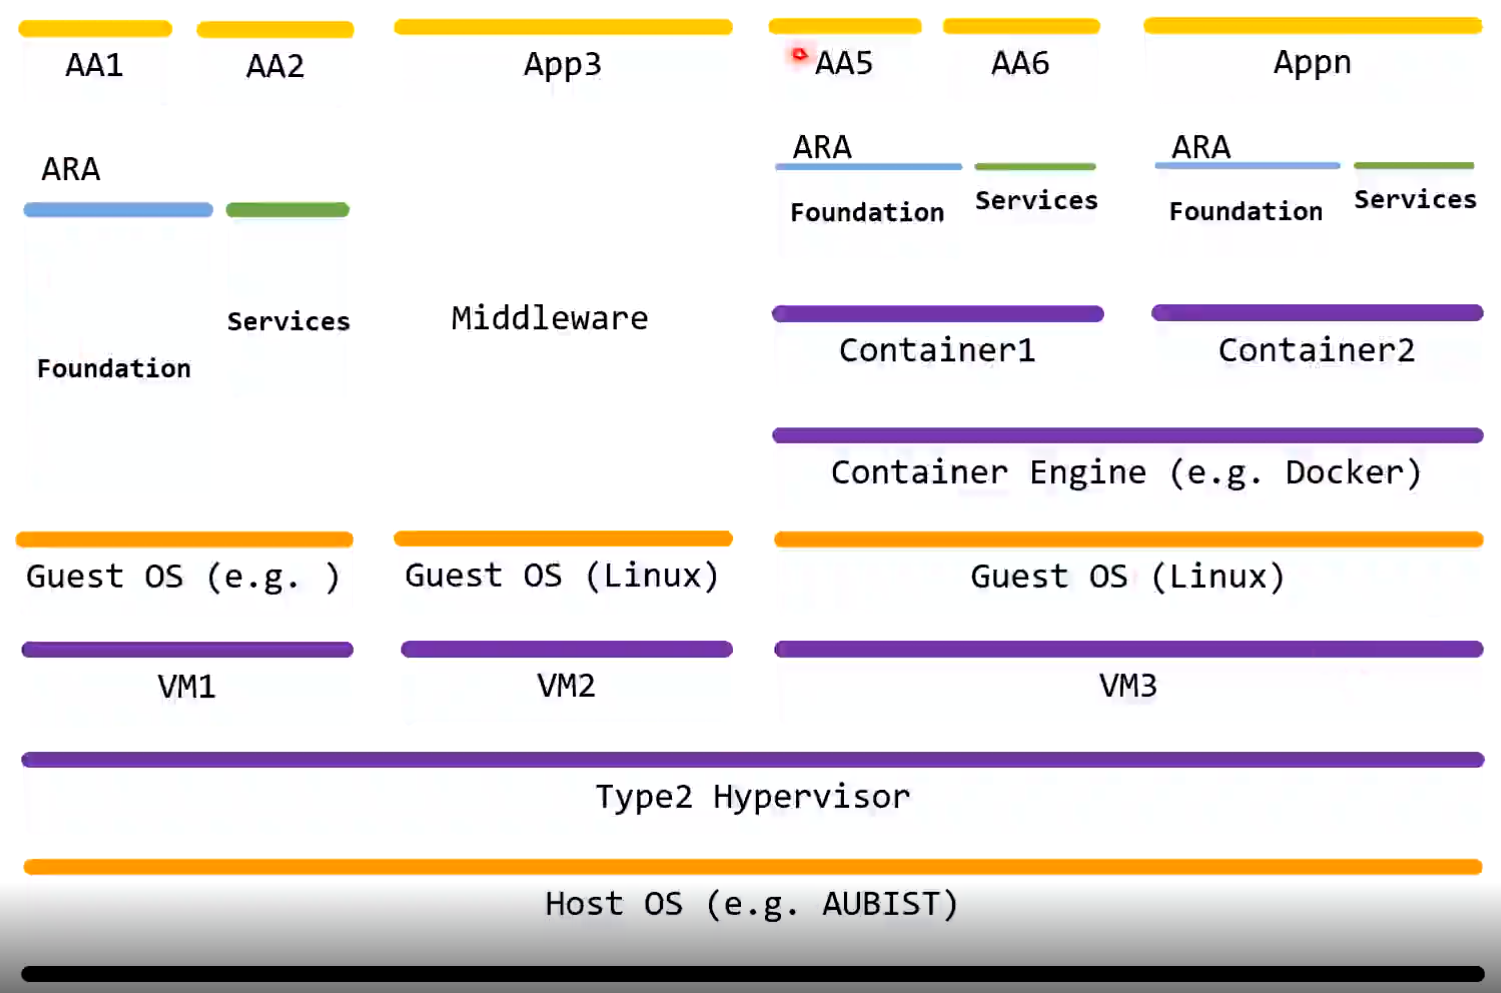 AA1
AA2
App3
AA5
AA6
Appn
ARA
Foundation
Services
Middleware
ARA
Foundation
Services
ARA
Foundation
Services
Container1
Container2
Container Engine (e.g. Docker)
Guest OS (e.g. )
Guest OS (Linux)
Guest OS (Linux)
VM1
VM2
VM3
Type2 Hypervisor
Host OS (e.g. AUBIST)